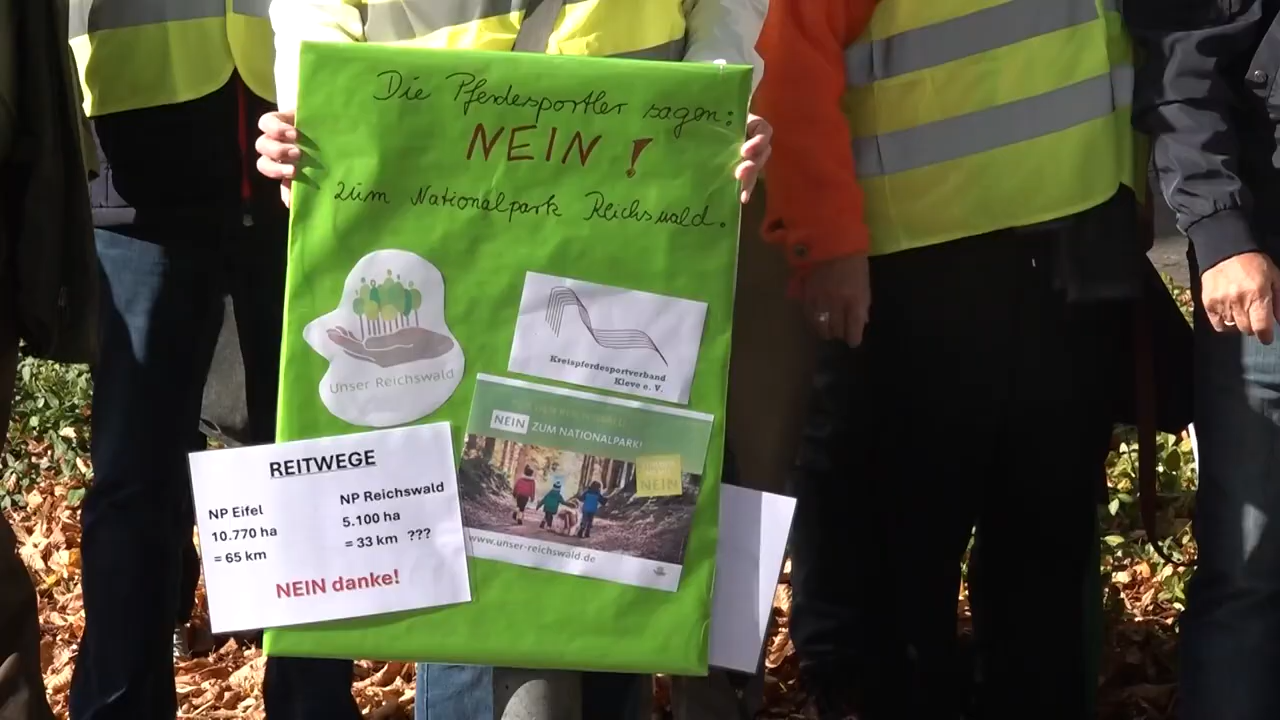 Die Pferdesportler sagen:
NEIN!
zum Nationalpark Reichswald.
Unser Reichswald
Kreispferdesportverband
Kleve e. V.
NEIN ZUM NATIONALPARK!
NEIN
www.unser-reichswald.de
REITWEGE
NP Eifel
10.770 ha
= 65 km
NP Reichswald
5.100 ha
= 33 km ???
NEIN danke!